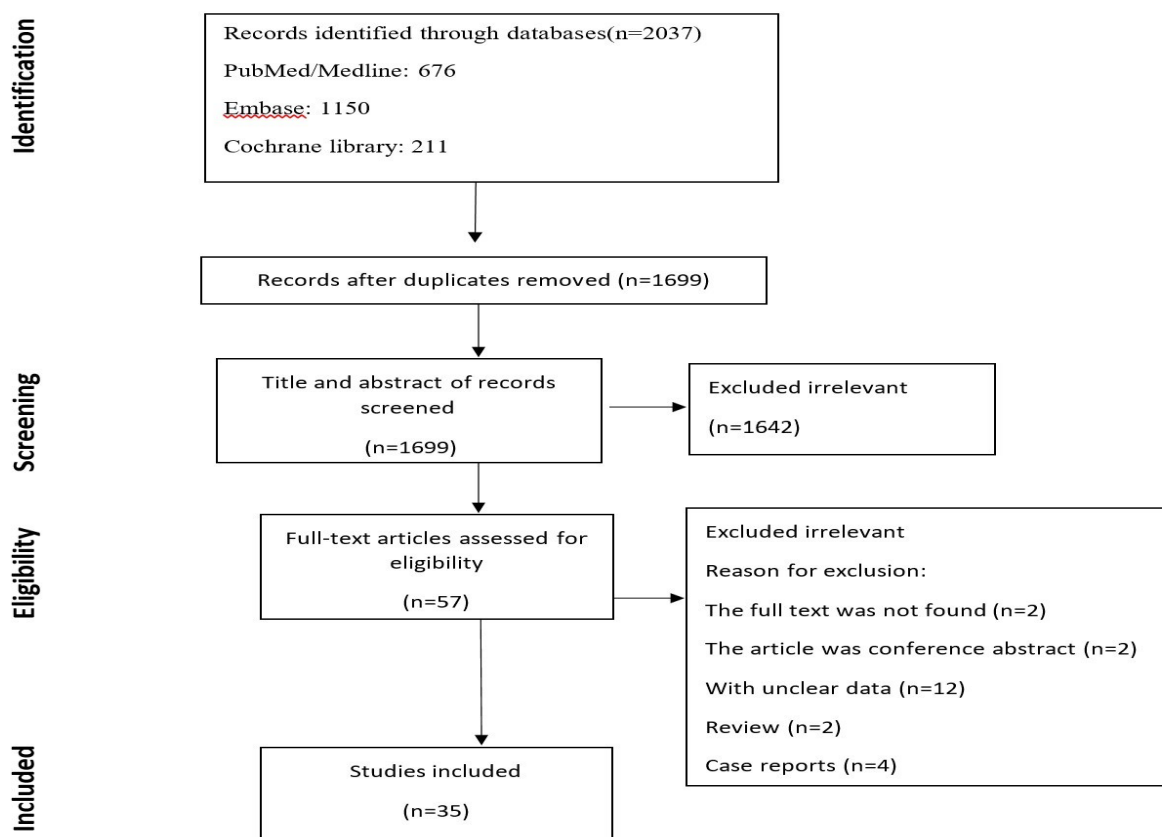 Identification
Records identified through databases(n=2037)
PubMed/Medline: 676
Embase: 1150
Cochrane library: 211
Records after duplicates removed (n=1699)
Screening
Title and abstract of records
screened
(n=1699)
Excluded irrelevant
(n=1642)
Eligibility
Full-text articles assessed for
eligibility
(n=57)
Excluded irrelevant
Reason for exclusion:
The full text was not found (n=2)
The article was conference abstract (n=2)
With unclear data (n=12)
Review (n=2)
Case reports (n=4)
Included
Studies included
(n=35)